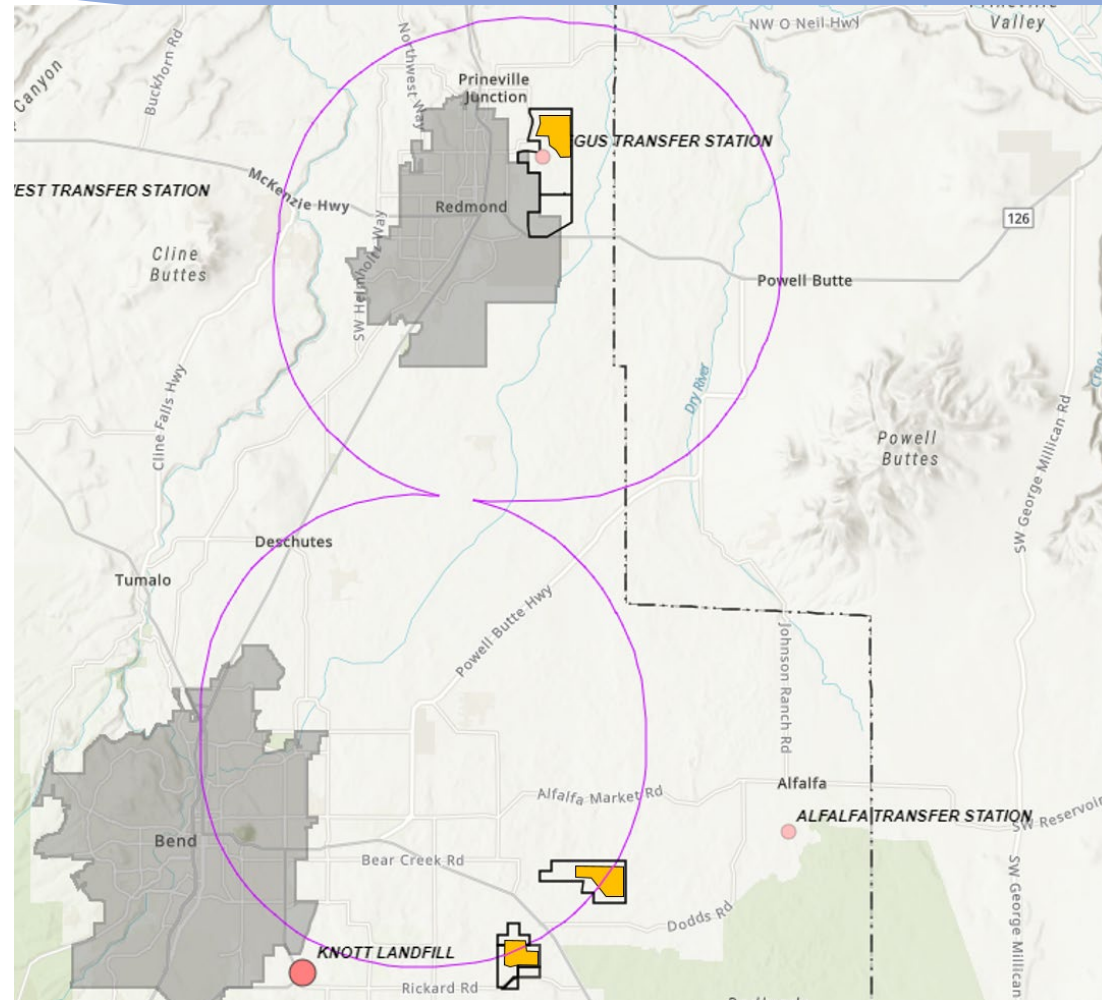 NW O Neil Hwy
Valley
Canyon
Buckhorn Rd
Northwest Way
Prineville
Junction
GUS TRANSFER STATION
EST TRANSFER STATION
McKenzie Hwy
Redmond
126
Cline
Buttes
SW Helmholtz Way
Powell Butte
Cline Falls Hwy
Dry River
Powell
Buttes
SW George Millican Rd
Deschutes
Tumalo
Powell Butte Hwy
Johnson Ranch Rd
Alfalfa Market Rd
Alfalfa
ALFALFA TRANSFER STATION
SW Reservoir
Bend
Bear Creek Rd
Dodds Rd
SW George Millican
KNOTT LANDFILL
Rickard Rd